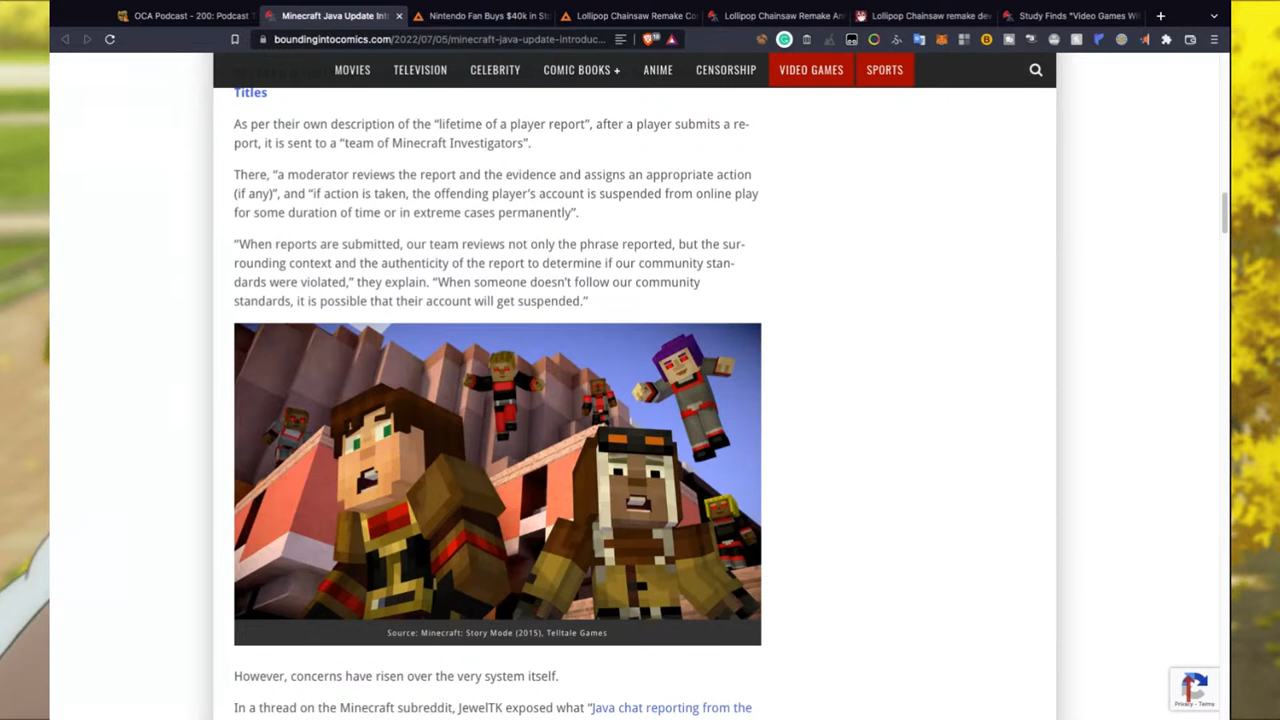 OCA Podcast - 200: Podcast T
Minecraft Java Update Int
Nintendo Fan Buys $40k in St
Lollipop Chainsaw Remake Co
Lollipop Chainsaw Remake An
Lollipop Chainsaw remake dev
Study Finds "Video Games Wi
boundingintocomics.com/2022/07/05/minecraft-java-update-introduc...
MOVIES TELEVISION CELEBRITY COMIC BOOKS + ANIME CENSORSHIP VIDEO GAMES SPORTS
Titles
As per their own description of the “lifetime of a player report”, after a player submits a re-
port, it is sent to a “team of Minecraft Investigators”.
There, “a moderator reviews the report and the evidence and assigns an appropriate action
(if any)”, and “if action is taken, the offending player’s account is suspended from online play
for some duration of time or in extreme cases permanently”.
“When reports are submitted, our team reviews not only the phrase reported, but the sur-
rounding context and the authenticity of the report to determine if our community stan-
dards were violated,” they explain. “When someone doesn’t follow our community
standards, it is possible that their account will get suspended.”
Source: Minecraft: Story Mode (2015), Telltale Games
However, concerns have risen over the very system itself.
In a thread on the Minecraft subreddit, JewelTK exposed what “Java chat reporting from the
Privacy - Terms